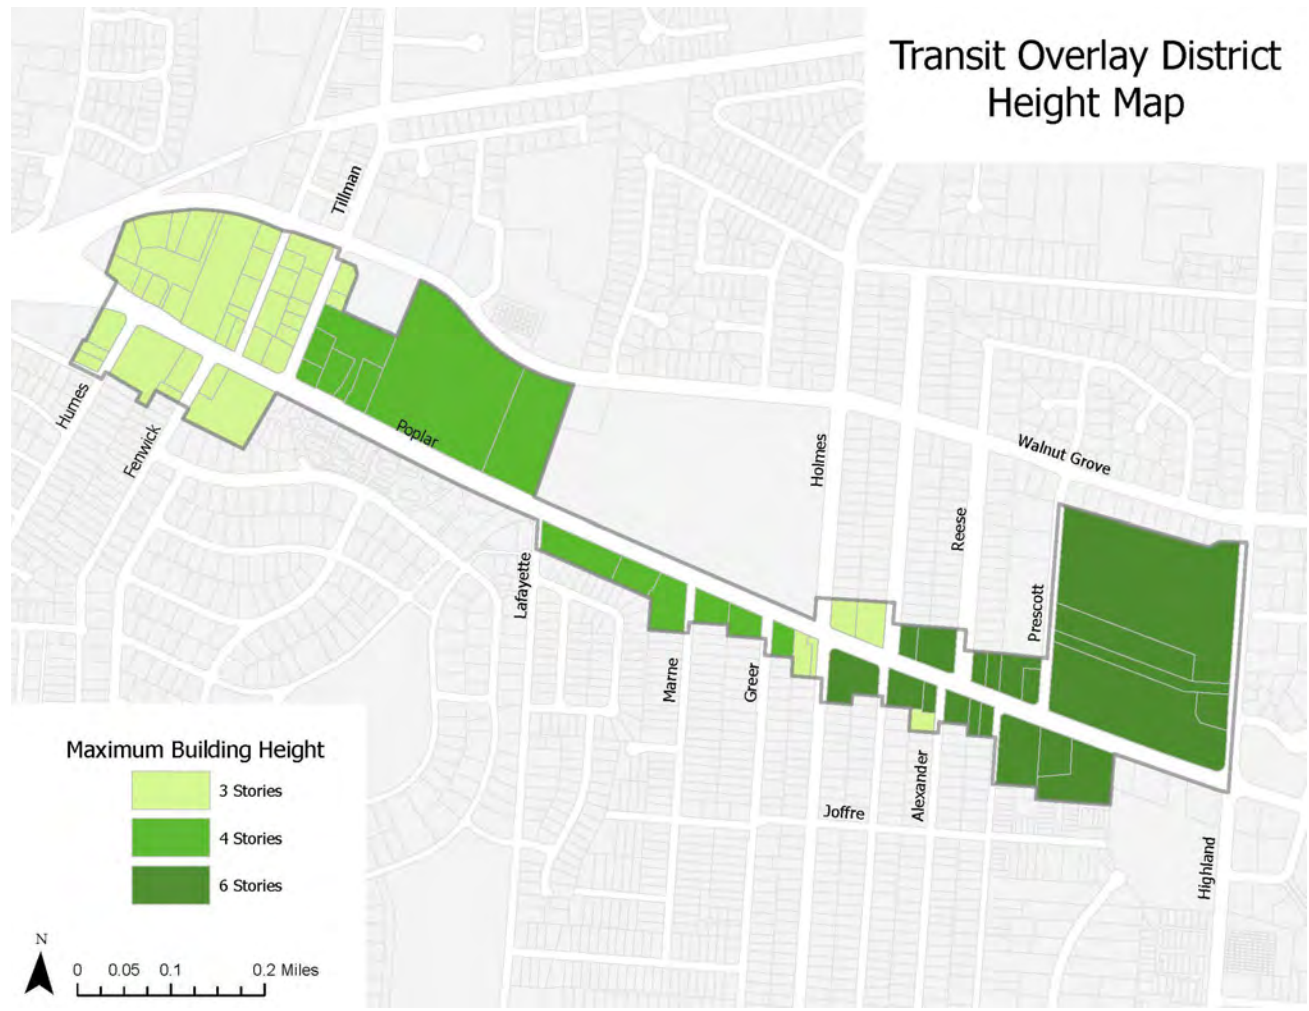 Transit Overlay District
Height Map
Tillman
Humes
Fenwick
Poplar
Holmes
Walnut Grove
Reese
Lafayette
Prescott
Marne
Greer
Alexander
Joffre
Highland
Maximum Building Height
3 Stories
4 Stories
6 Stories
N
0 0.05 0.1 0.2 Miles